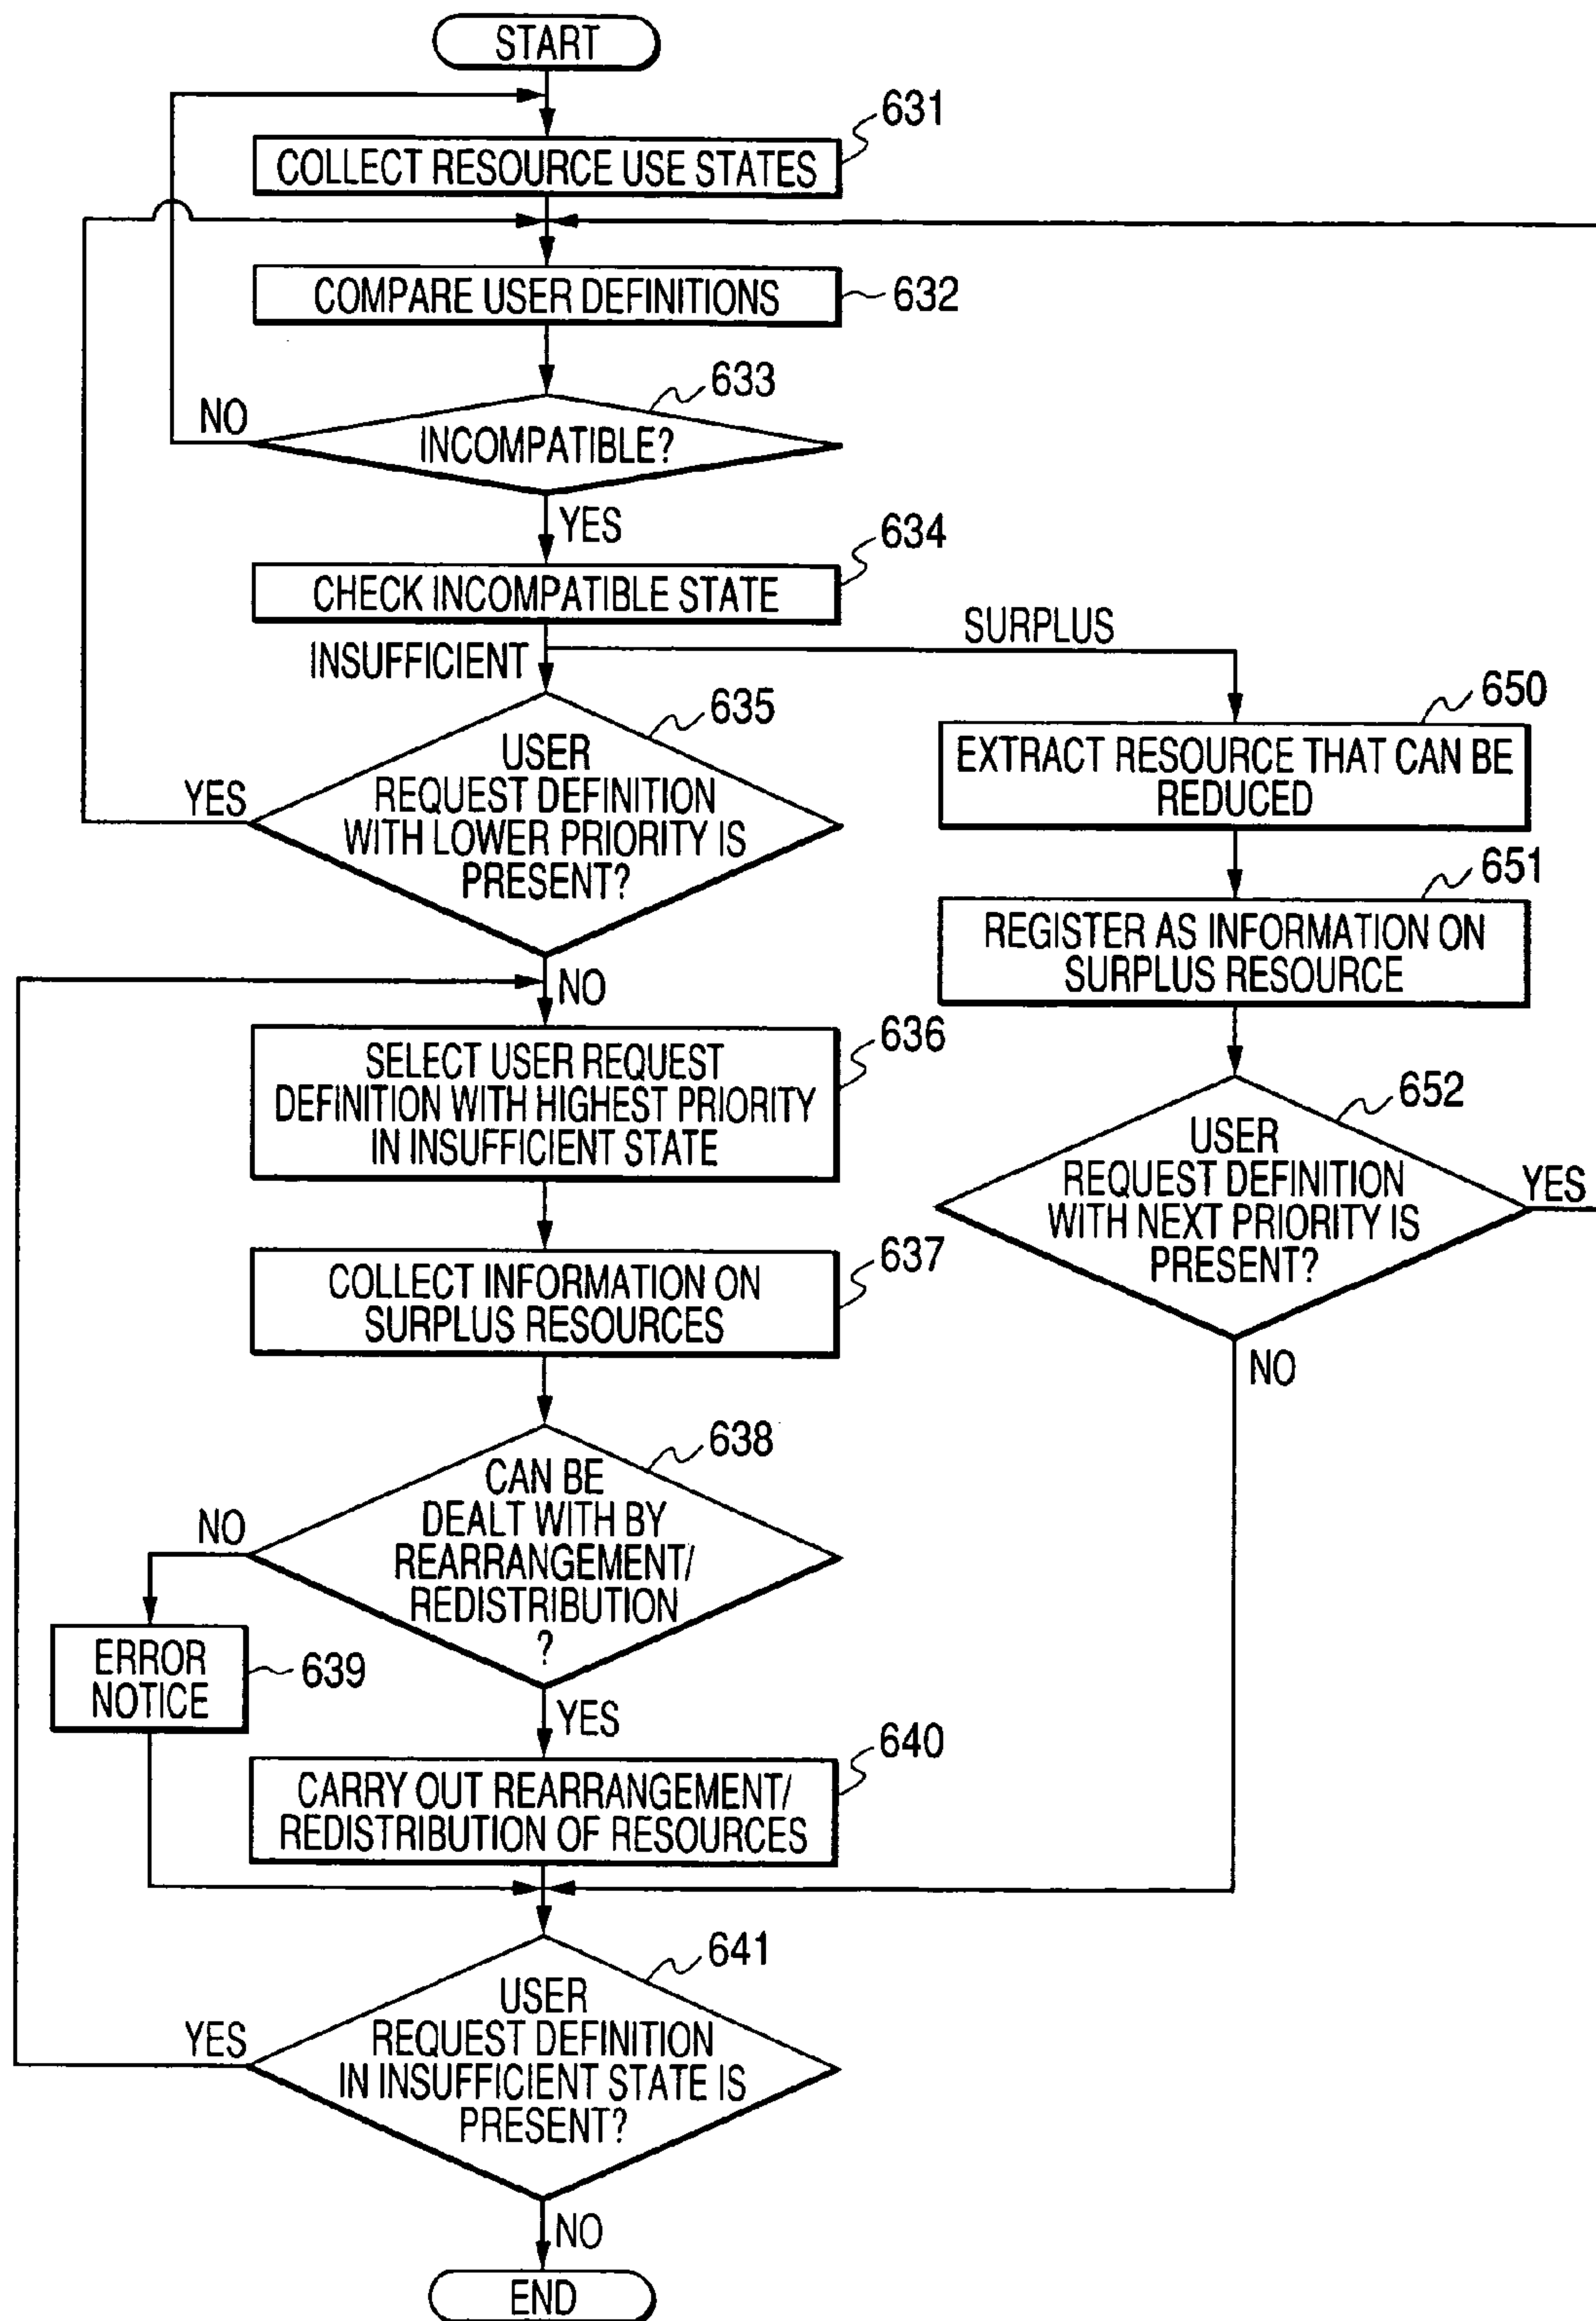 START
631
COLLECT RESOURCE USE STATES
COMPARE USER DEFINITIONS
632
633
NO
INCOMPATIBLE?
YES
634
CHECK INCOMPATIBLE STATE
SURPLUS
INSUFFICIENT
635
USER
REQUEST DEFINITION
WITH LOWER PRIORITY IS
PRESENT?
YES
NO
650
EXTRACT RESOURCE THAT CAN BE
REDUCED
651
REGISTER AS INFORMATION ON
SURPLUS RESOURCE
652
USER
REQUEST DEFINITION
WITH NEXT PRIORITY IS
PRESENT?
YES
NO
636
SELECT USER REQUEST
DEFINITION WITH HIGHEST PRIORITY
IN INSUFFICIENT STATE
637
COLLECT INFORMATION ON
SURPLUS RESOURCES
638
CAN BE
DEALT WITH BY
REARRANGEMENT/
REDISTRIBUTION
?
NO
ERROR
NOTICE
639
YES
640
CARRY OUT REARRANGEMENT/
REDISTRIBUTION OF RESOURCES
641
USER
REQUEST DEFINITION
IN INSUFFICIENT STATE IS
PRESENT?
YES
NO
END